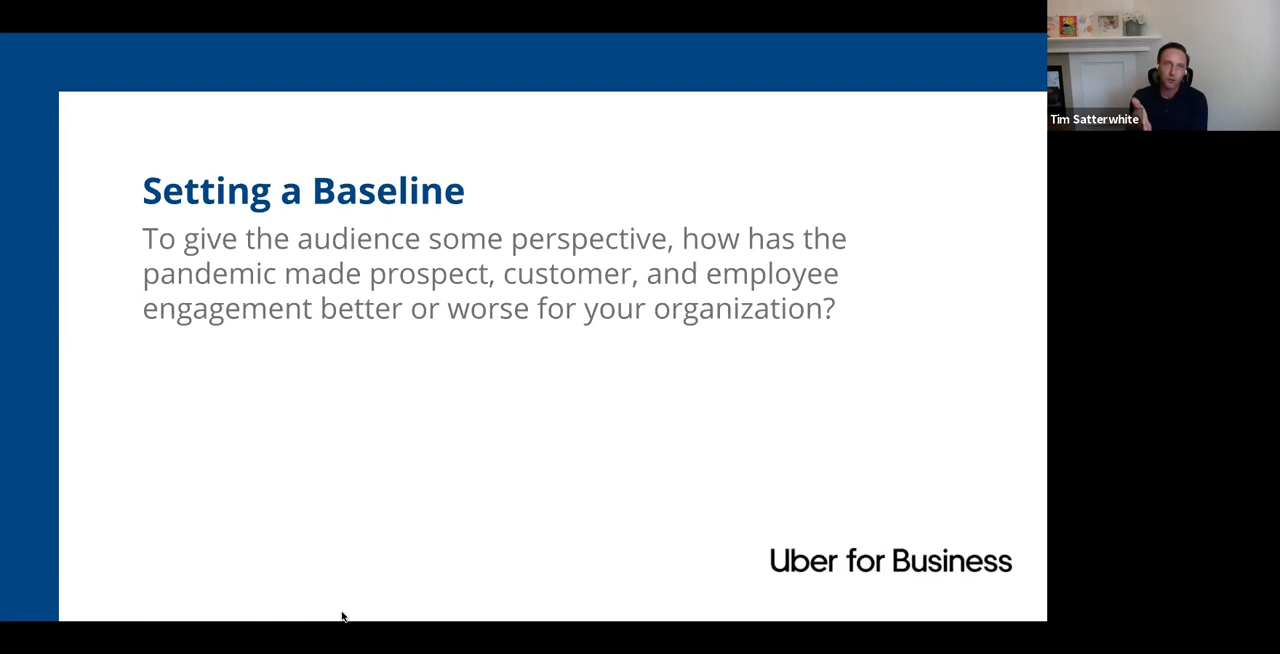 Setting a Baseline
To give the audience some perspective, how has the
pandemic made prospect, customer, and employee
engagement better or worse for your organization?
Uber for Business
Tim Satterwhite